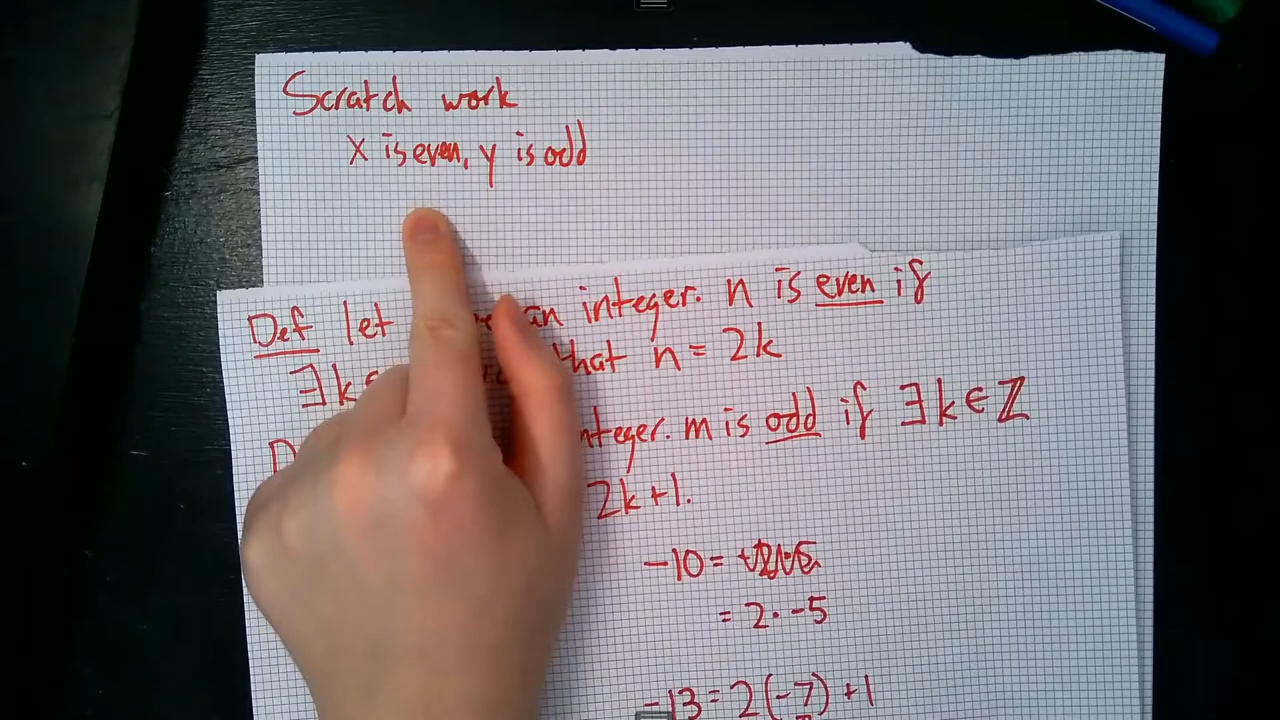 Scratch work
x is even, y is odd
Def let an integer. n is even if
∃k that n = 2k
integer. m is odd if ∃k∈ℤ
2k+1.
-10 =
= 2·-5
-13 = 2(-7)+1